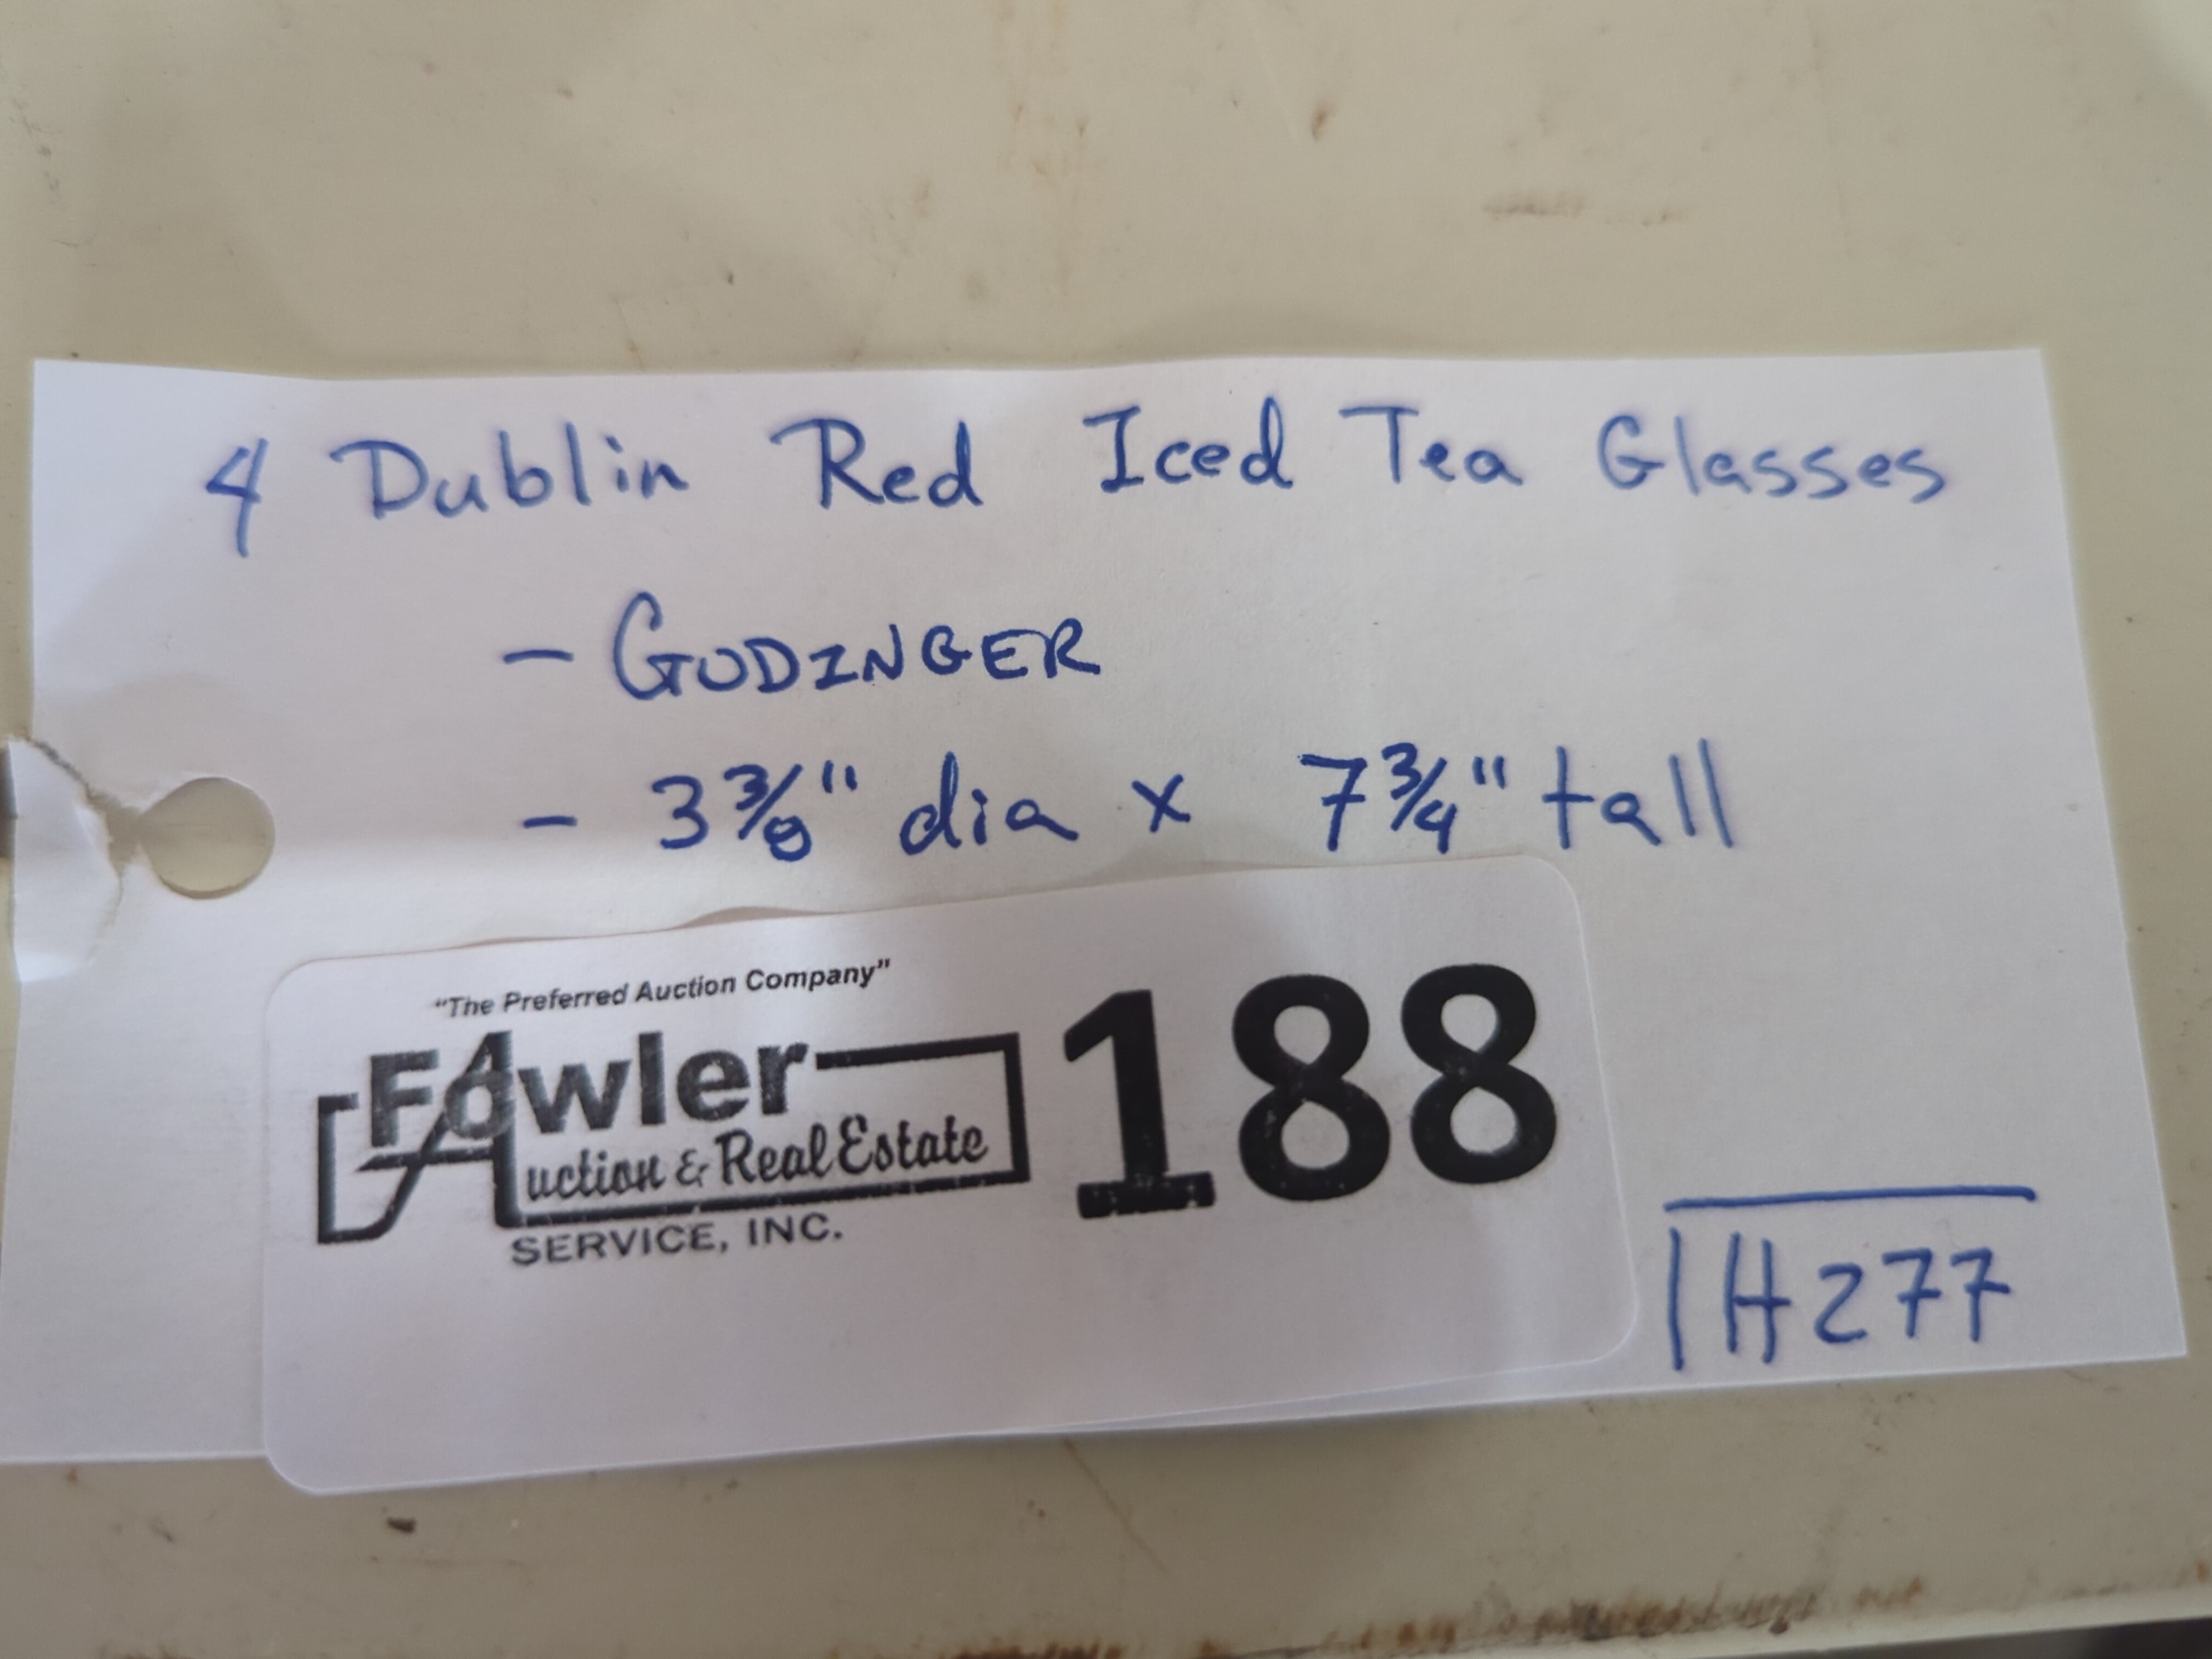 4 Dublin Red Iced Tea Glasses
- GODINGER
- 3 3/8" dia x 7 3/4" tall
"The Preferred Auction Company"
Fowler
Auction & Real Estate
SERVICE, INC.
188
H277